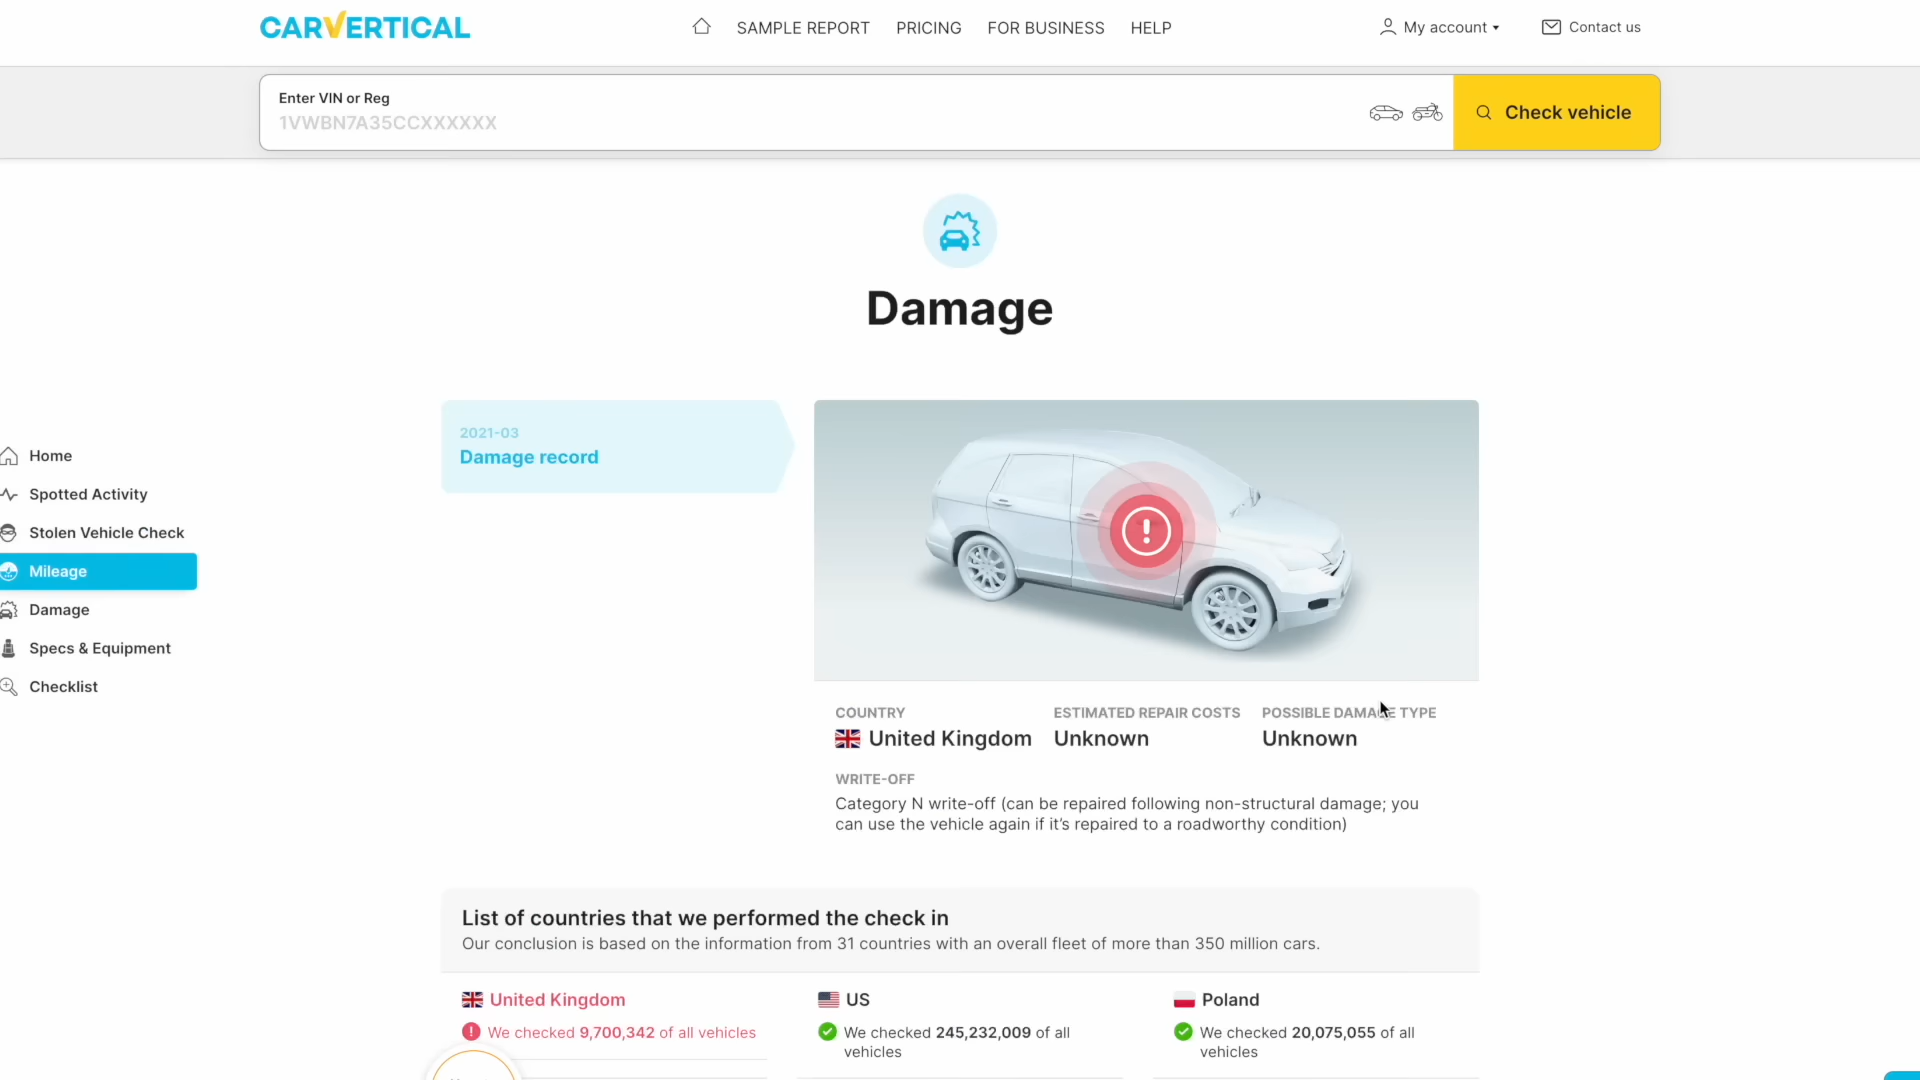 CARVERTICAL
SAMPLE REPORT
PRICING
FOR BUSINESS
HELP
My account
Contact us
Enter VIN or Reg
1VWBN7A35CCXXXXXX
Check vehicle
Damage
2021-03
Damage record
Home
Spotted Activity
Stolen Vehicle Check
Mileage
Damage
Specs & Equipment
Checklist
COUNTRY
United Kingdom
ESTIMATED REPAIR COSTS
Unknown
POSSIBLE DAMAGE TYPE
Unknown
WRITE-OFF
Category N write-off (can be repaired following non-structural damage; you
can use the vehicle again if it’s repaired to a roadworthy condition)
List of countries that we performed the check in
Our conclusion is based on the information from 31 countries with an overall fleet of more than 350 million cars.
United Kingdom
We checked 9,700,342 of all vehicles
US
We checked 245,232,009 of all
vehicles
Poland
We checked 20,075,055 of all
vehicles